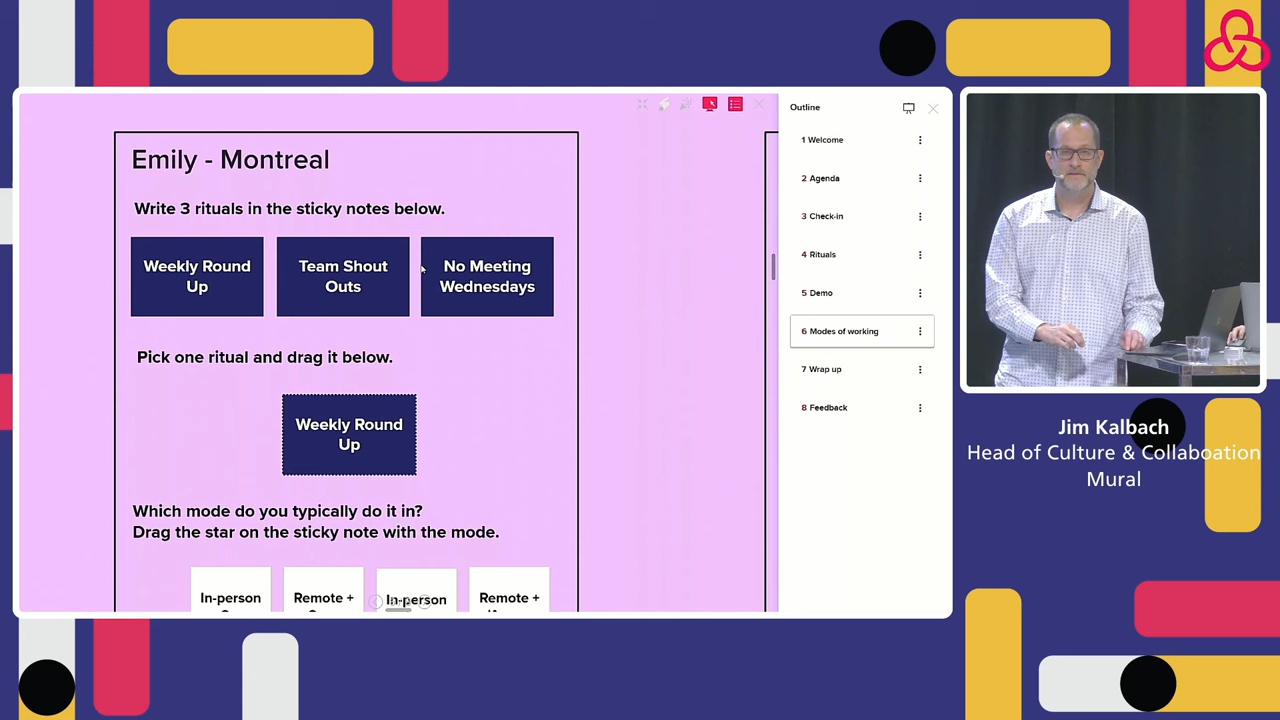 Emily - Montreal
Write 3 rituals in the sticky notes below.
Weekly Round
Up
Team Shout
Outs
No Meeting
Wednesdays
Pick one ritual and drag it below.
Weekly Round
Up
Which mode do you typically do it in?
Drag the star on the sticky note with the mode.
In-person
Remote +
In-person
Remote +
Outline
1 Welcome
2 Agenda
3 Check-in
4 Rituals
5 Demo
6 Modes of working
7 Wrap up
8 Feedback
Jim Kalbach
Head of Culture & Collaboation
Mural